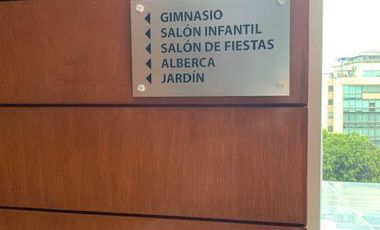 GIMNASIO
SALÓN INFANTIL
SALÓN DE FIESTAS
ALBERCA
JARDÍN